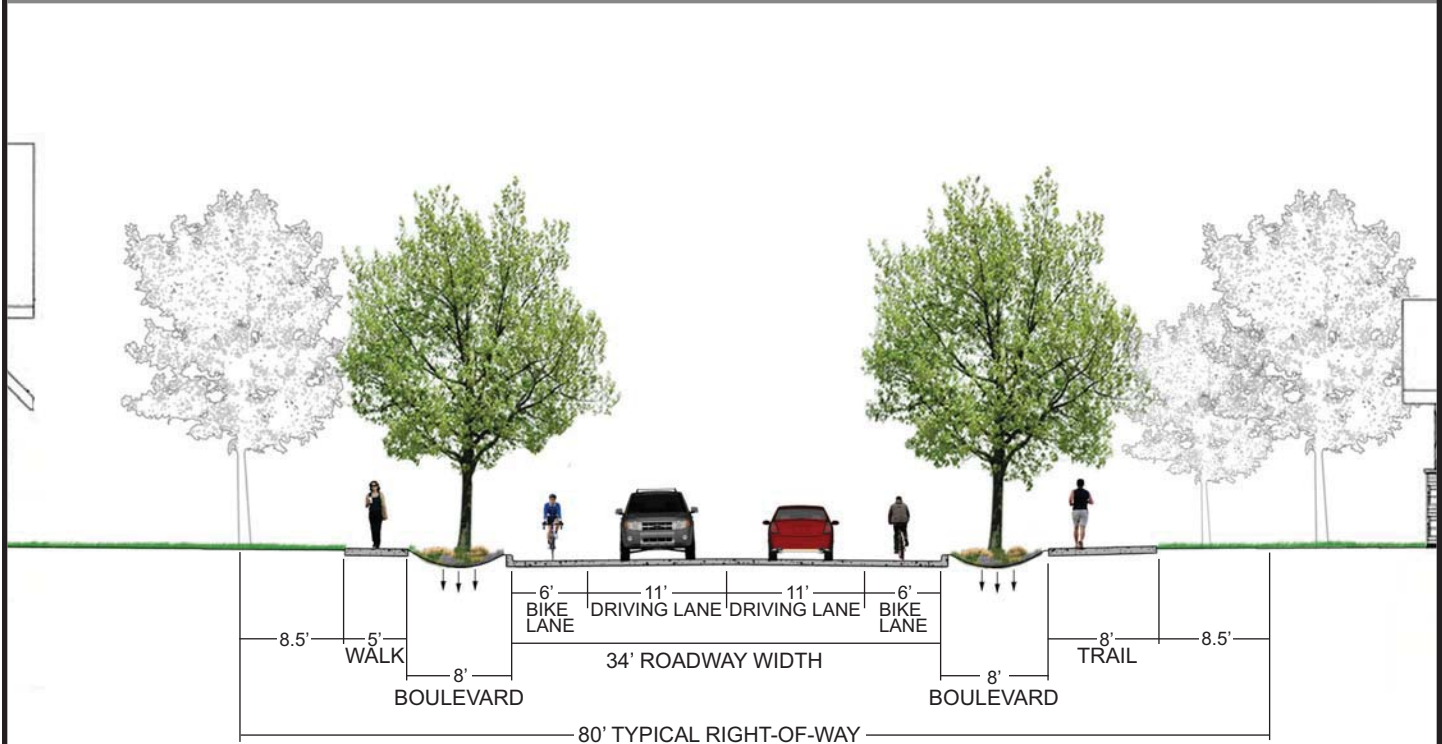 6’ 11’ 11’ 6’
BIKE LANE DRIVING LANE DRIVING LANE BIKE LANE
8.5’ 5’ WALK 34’ ROADWAY WIDTH 8’ TRAIL 8.5’
8’ BOULEVARD 8’ BOULEVARD
80’ TYPICAL RIGHT-OF-WAY